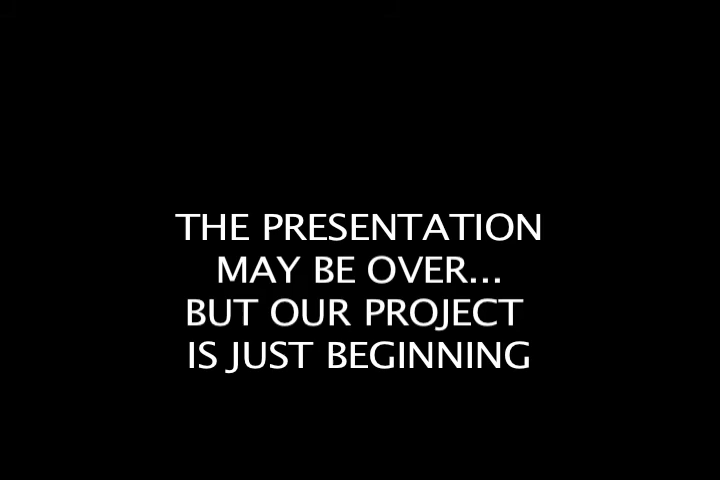 THE PRESENTATION
MAY BE OVER...
BUT OUR PROJECT
IS JUST BEGINNING